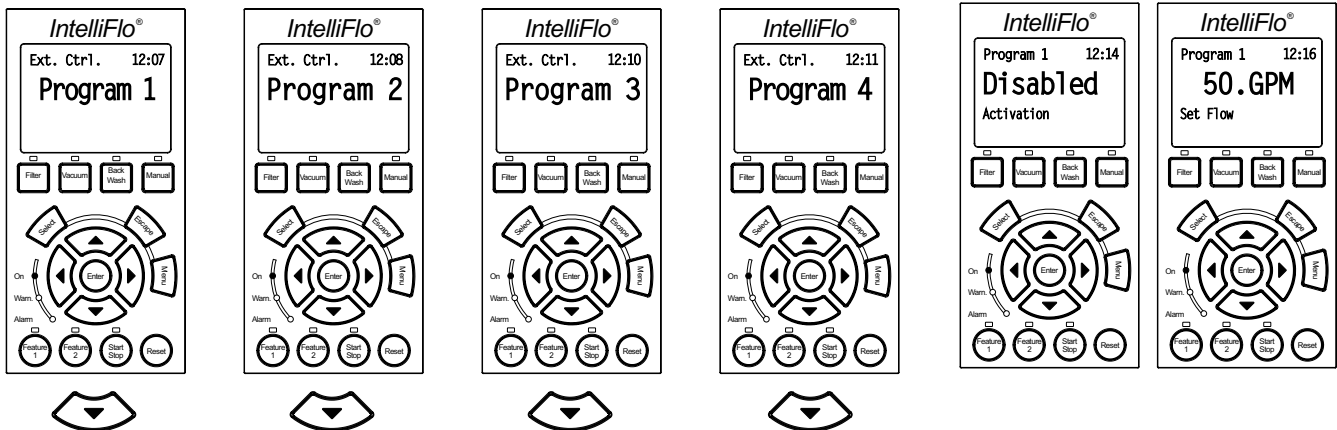 IntelliFlo®
Ext. Ctrl. 12:07
Program 1
Filter
Vacuum
Back
Wash
Manual
Select
Escape
Menu
Enter
On
Warn.
Alarm
Feature
1
Feature
2
Start
Stop
Reset
IntelliFlo®
Ext. Ctrl. 12:08
Program 2
Filter
Vacuum
Back
Wash
Manual
Select
Escape
Menu
Enter
On
Warn.
Alarm
Feature
1
Feature
2
Start
Stop
Reset
IntelliFlo®
Ext. Ctrl. 12:10
Program 3
Filter
Vacuum
Back
Wash
Manual
Select
Escape
Menu
Enter
On
Warn.
Alarm
Feature
1
Feature
2
Start
Stop
Reset
IntelliFlo®
Ext. Ctrl. 12:11
Program 4
Filter
Vacuum
Back
Wash
Manual
Select
Escape
Menu
Enter
On
Warn.
Alarm
Feature
1
Feature
2
Start
Stop
Reset
IntelliFlo®
Program 1 12:14
Disabled
Activation
Filter
Vacuum
Back
Wash
Manual
Select
Escape
Menu
Enter
On
Warn.
Alarm
Feature
1
Feature
2
Start
Stop
Reset
IntelliFlo®
Program 1 12:16
50.GPM
Set Flow
Filter
Vacuum
Back
Wash
Manual
Select
Escape
Menu
Enter
On
Warn.
Alarm
Feature
1
Feature
2
Start
Stop
Reset